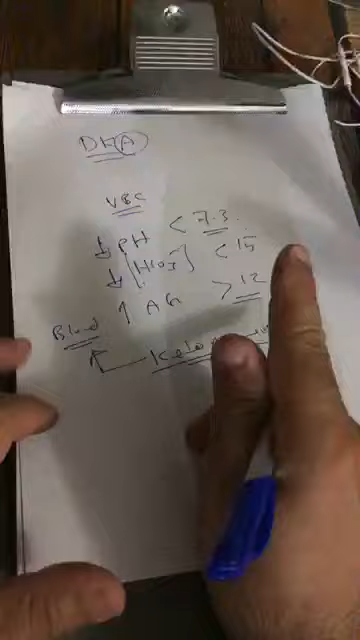 DKA
VBG
↓ pH < 7.3
↓ [HCO3] < 15
↑ AG > 12
Blood
Ketones